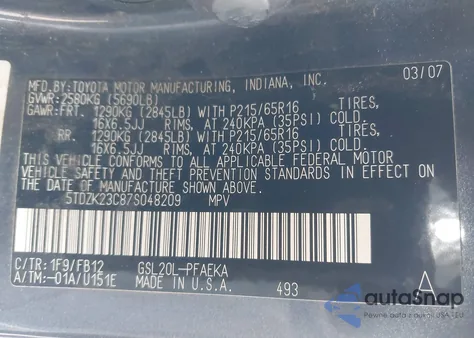 MFD. BY: TOYOTA MOTOR MANUFACTURING, INDIANA, INC. 03/07
GVWR: 2580KG (5690LB)
GAWR: FRT. 1290KG (2845LB) WITH P215/65R16 TIRES,
16X6.5JJ RIMS, AT 240KPA (35PSI) COLD
RR. 1290KG (2845LB) WITH P215/65R16 TIRES,
16X6.5JJ RIMS, AT 240KPA (35PSI) COLD
THIS VEHICLE CONFORMS TO ALL APPLICABLE FEDERAL MOTOR
VEHICLE SAFETY AND THEFT PREVENTION STANDARDS IN EFFECT
ON THE DATE OF MANUFACTURE SHOWN ABOVE.
5TDZK23C87S048209 MPV
C/TR: 1F9/FB12 GSL20L-PFAEKA
A/TM: -01A/U151E MADE IN U.S.A. 493 A
autoSnap
Pewne auta z USA i EU